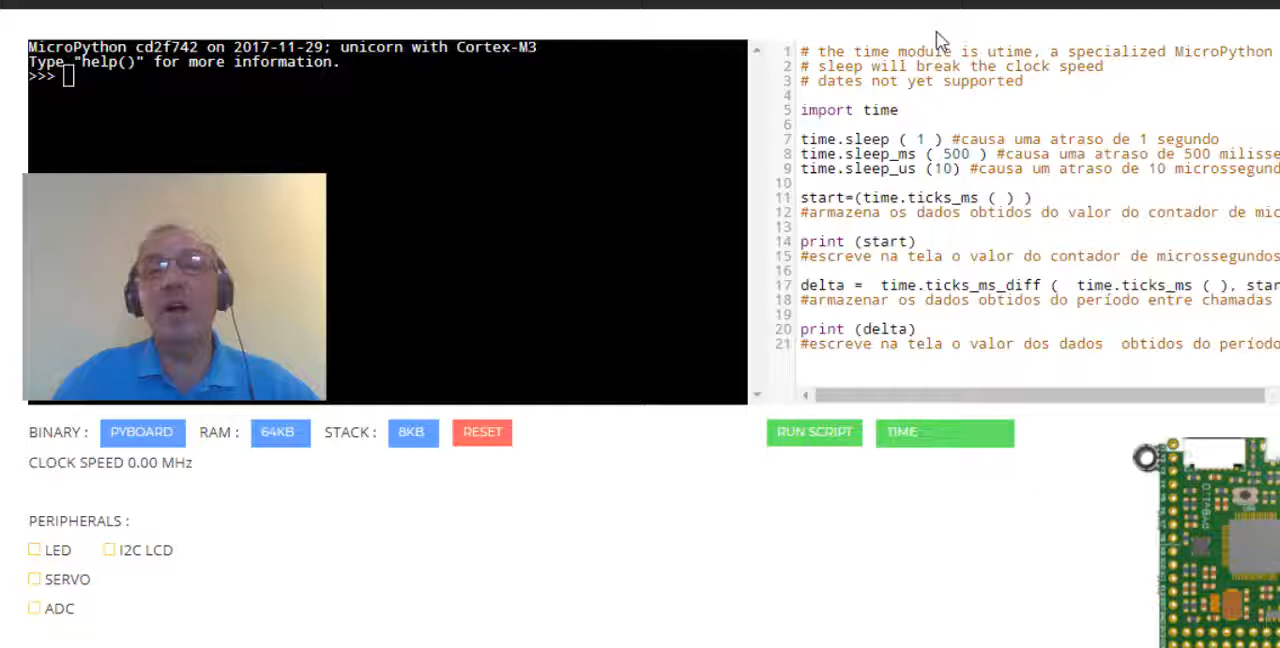 MicroPython cd2f742 on 2017-11-29; unicorn with Cortex-M3
Type "help()" for more information.
>>>
1 # the time module is utime, a specialized MicroPython
2 # sleep will break the clock speed
3 # dates not yet supported
4
5 import time
6
7 time.sleep ( 1 ) #causa uma atraso de 1 segundo
8 time.sleep_ms ( 500 ) #causa uma atraso de 500 milisse
9 time.sleep_us (10) #causa um atraso de 10 microssegund
10
11 start=(time.ticks_ms ( ) )
12 #armazena os dados obtidos do valor do contador de mic
13
14 print (start)
15 #escreve na tela o valor do contador de microssegundos
16
17 delta =  time.ticks_ms_diff (  time.ticks_ms ( ), star
18 #armazenar os dados obtidos do período entre chamadas
19
20 print (delta)
21 #escreve na tela o valor dos dados  obtidos do período
BINARY : PYBOARD RAM : 64KB STACK : 8KB RESET
RUN SCRIPT TIME
CLOCK SPEED 0.00 MHz
PERIPHERALS :
LED I2C LCD
SERVO
ADC